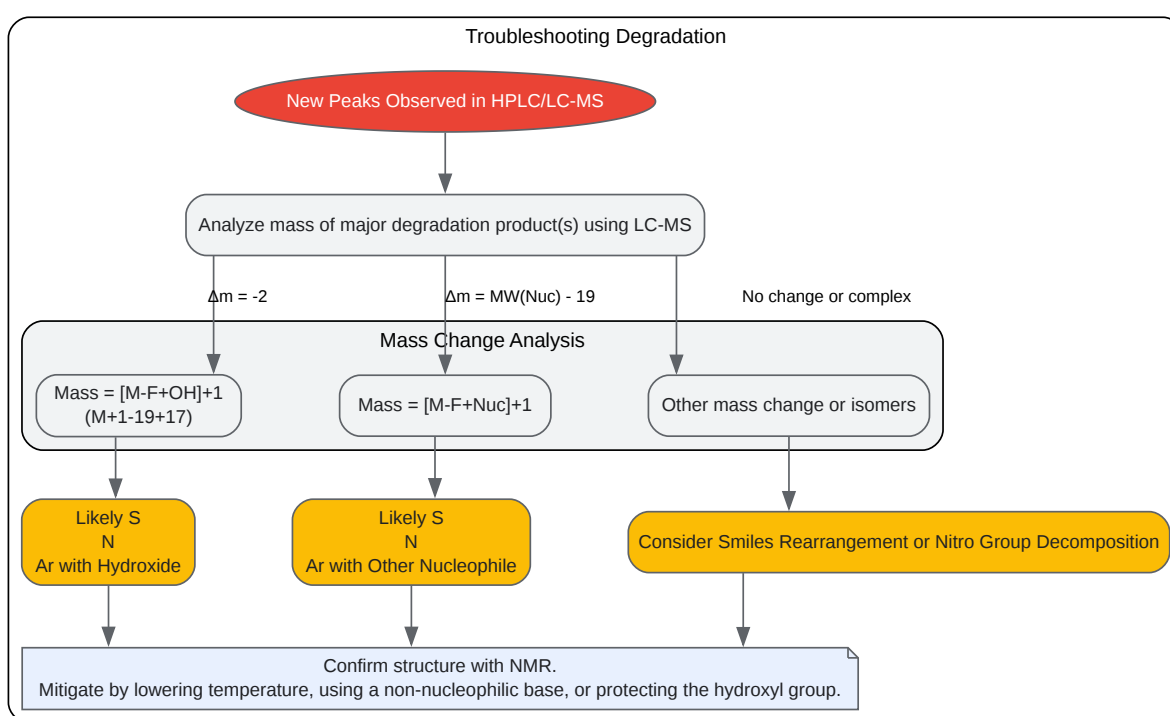 Troubleshooting Degradation
New Peaks Observed in HPLC/LC-MS
Analyze mass of major degradation product(s) using LC-MS
Δm = -2
Δm = MW(Nuc) - 19
No change or complex
Mass Change Analysis
Mass = [M-F+OH]+1
(M+1-19+17)
Mass = [M-F+Nuc]+1
Other mass change or isomers
Likely S
N
Ar with Hydroxide
Likely S
N
Ar with Other Nucleophile
Consider Smiles Rearrangement or Nitro Group Decomposition
Confirm structure with NMR.
Mitigate by lowering temperature, using a non-nucleophilic base, or protecting the hydroxyl group.